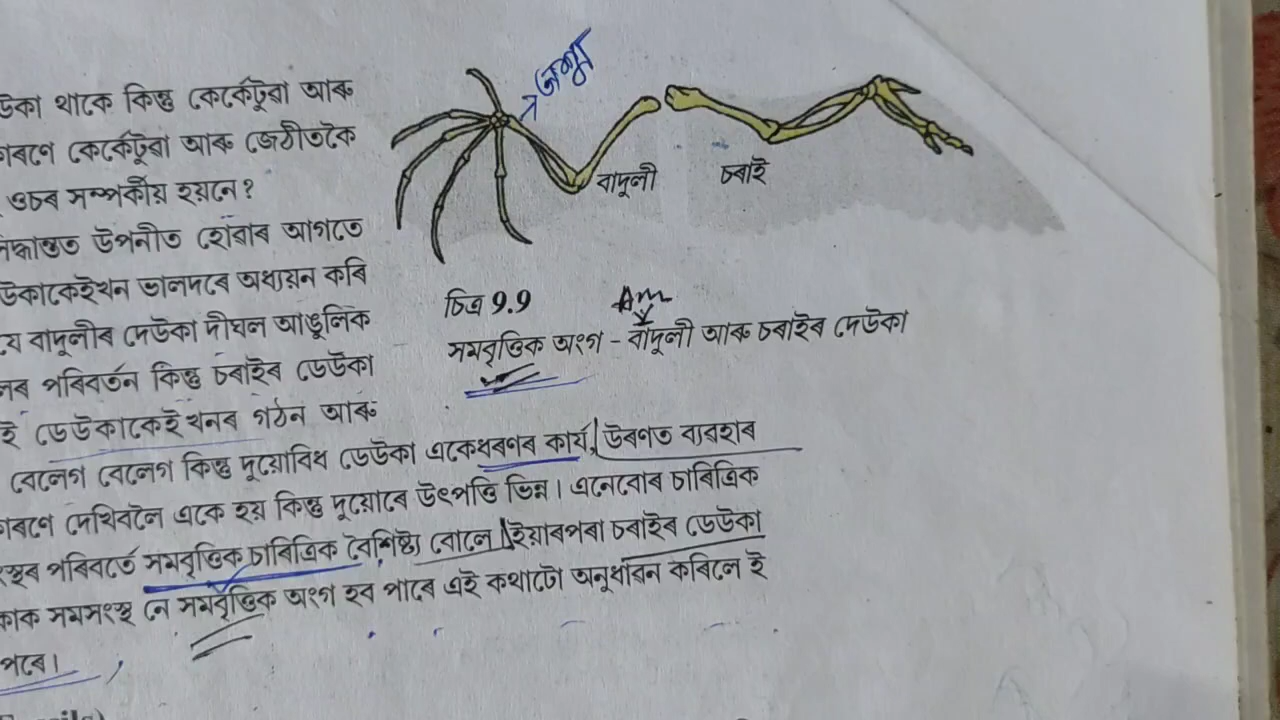 উকা থাকে কিন্তু কেৰ্কেটুৱা আৰু
াৰণে কেৰ্কেটুৱা আৰু জেঠীতকৈ
ওচৰ সম্পৰ্কীয় হয়নে?
সিদ্ধান্তত উপনীত হোৱাৰ আগতে
উকাকেইখন ভালদৰে অধ্যয়ন কৰি
যে বাদুলীৰ দেউকা দীঘল আঙুলিক
লৰ পৰিবৰ্তন কিন্তু চৰাইৰ ডেউকা
ই ডেউকাকেইখনৰ গঠন আৰু
বাদুলী
চৰাই
চিত্ৰ 9.9
সমবৃত্তিক অংগ - বাদুলী আৰু চৰাইৰ দেউকা
বেলেগ বেলেগ কিন্তু দুয়োবিধ ডেউকা একেধৰণৰ কাৰ্য, উৰণত ব্যৱহাৰ
াৰণে দেখিবলৈ একে হয় কিন্তু দুয়োৰে উৎপত্তি ভিন্ন। এনেবোৰ চাৰিত্ৰিক
ংস্থৰ পৰিবৰ্তে সমবৃত্তিক চাৰিত্ৰিক বৈশিষ্ট্য বোলে। ইয়াৰপৰা চৰাইৰ ডেউকা
কাক সমসংস্থ নে সমবৃত্তিক অংগ হব পাৰে এই কথাটো অনুধাৱন কৰিলে ই
পৰে।